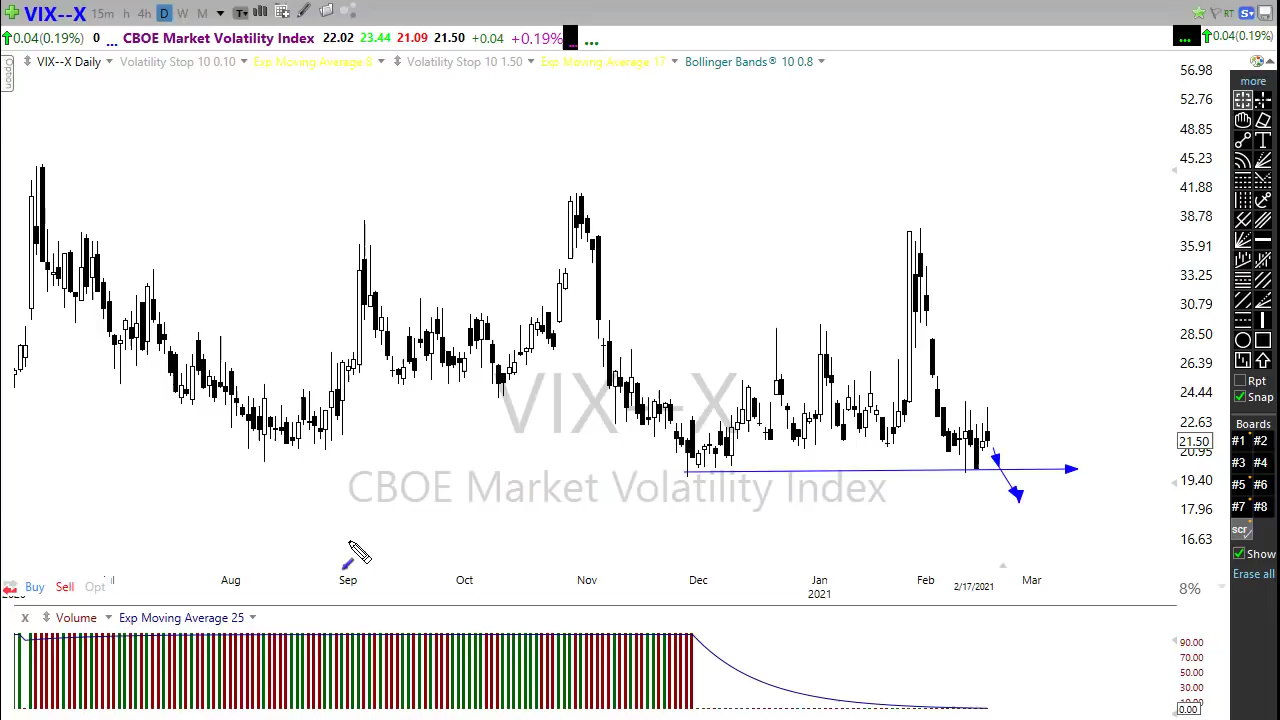 VIX--X 15m h 4h D W M T RT S
0.04(0.19%) 0 ... CBOE Market Volatility Index 22.02 23.44 21.09 21.50 +0.04 +0.19% ... ... ... 0.04(0.19%)
Option
VIX--X Daily Volatility Stop 10 0.10 Exp Moving Average 8 Volatility Stop 10 1.50 Exp Moving Average 17 Bollinger Bands® 10 0.8
56.98
52.76
48.85
45.23
41.88
38.78
35.91
33.25
30.79
28.50
26.39
24.44
22.63
21.50
20.95
19.40
17.96
16.63
VIX--X
CBOE Market Volatility Index
more
Rpt
Snap
Boards
#1 #2
#3 #4
#5 #6
#7 #8
scr
Show
Erase all
Aug Sep Oct Nov Dec Jan Feb Mar
2021 2/17/2021
Buy Sell Opt 8%
x Volume Exp Moving Average 25
90.00
70.00
50.00
30.00
10.00
0.00